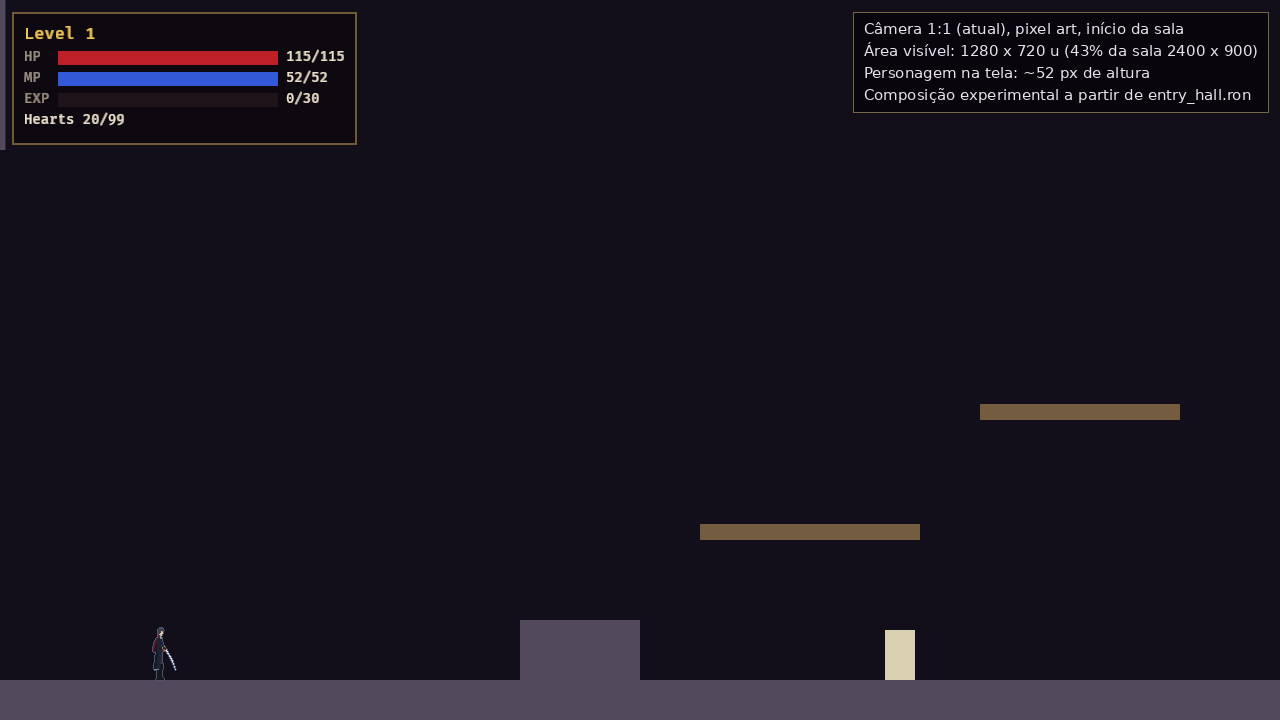 Level 1
HP 115/115
MP 52/52
EXP 0/30
Hearts 20/99
Câmera 1:1 (atual), pixel art, início da sala
Área visível: 1280 x 720 u (43% da sala 2400 x 900)
Personagem na tela: ~52 px de altura
Composição experimental a partir de entry_hall.ron